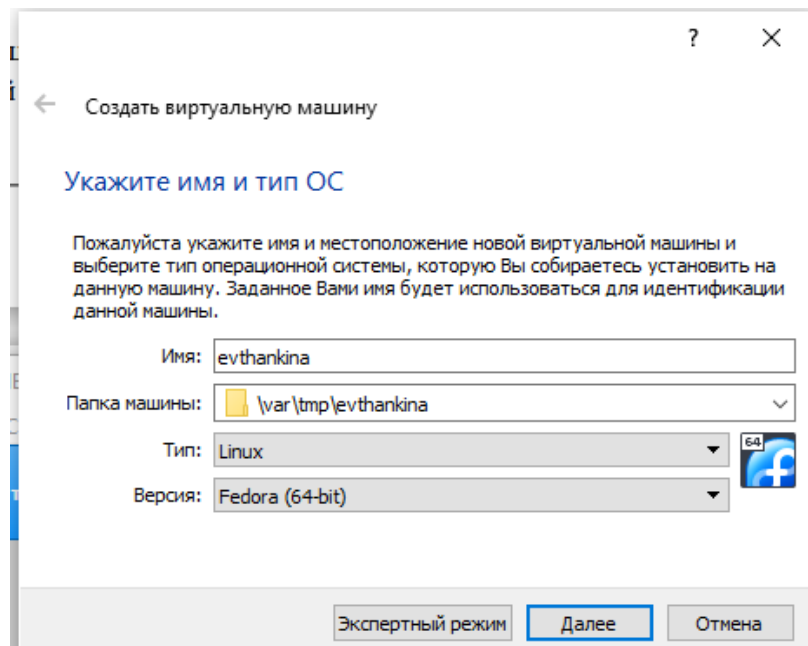 ?
Создать виртуальную машину
Укажите имя и тип ОС
Пожалуйста укажите имя и местоположение новой виртуальной машины и
выберите тип операционной системы, которую Вы собираетесь установить на
данную машину. Заданное Вами имя будет использоваться для идентификации
данной машины.
Имя: evthankina
Папка машины: \var\tmp\evthankina
Тип: Linux
64
Версия: Fedora (64-bit)
Экспертный режим Далее Отмена